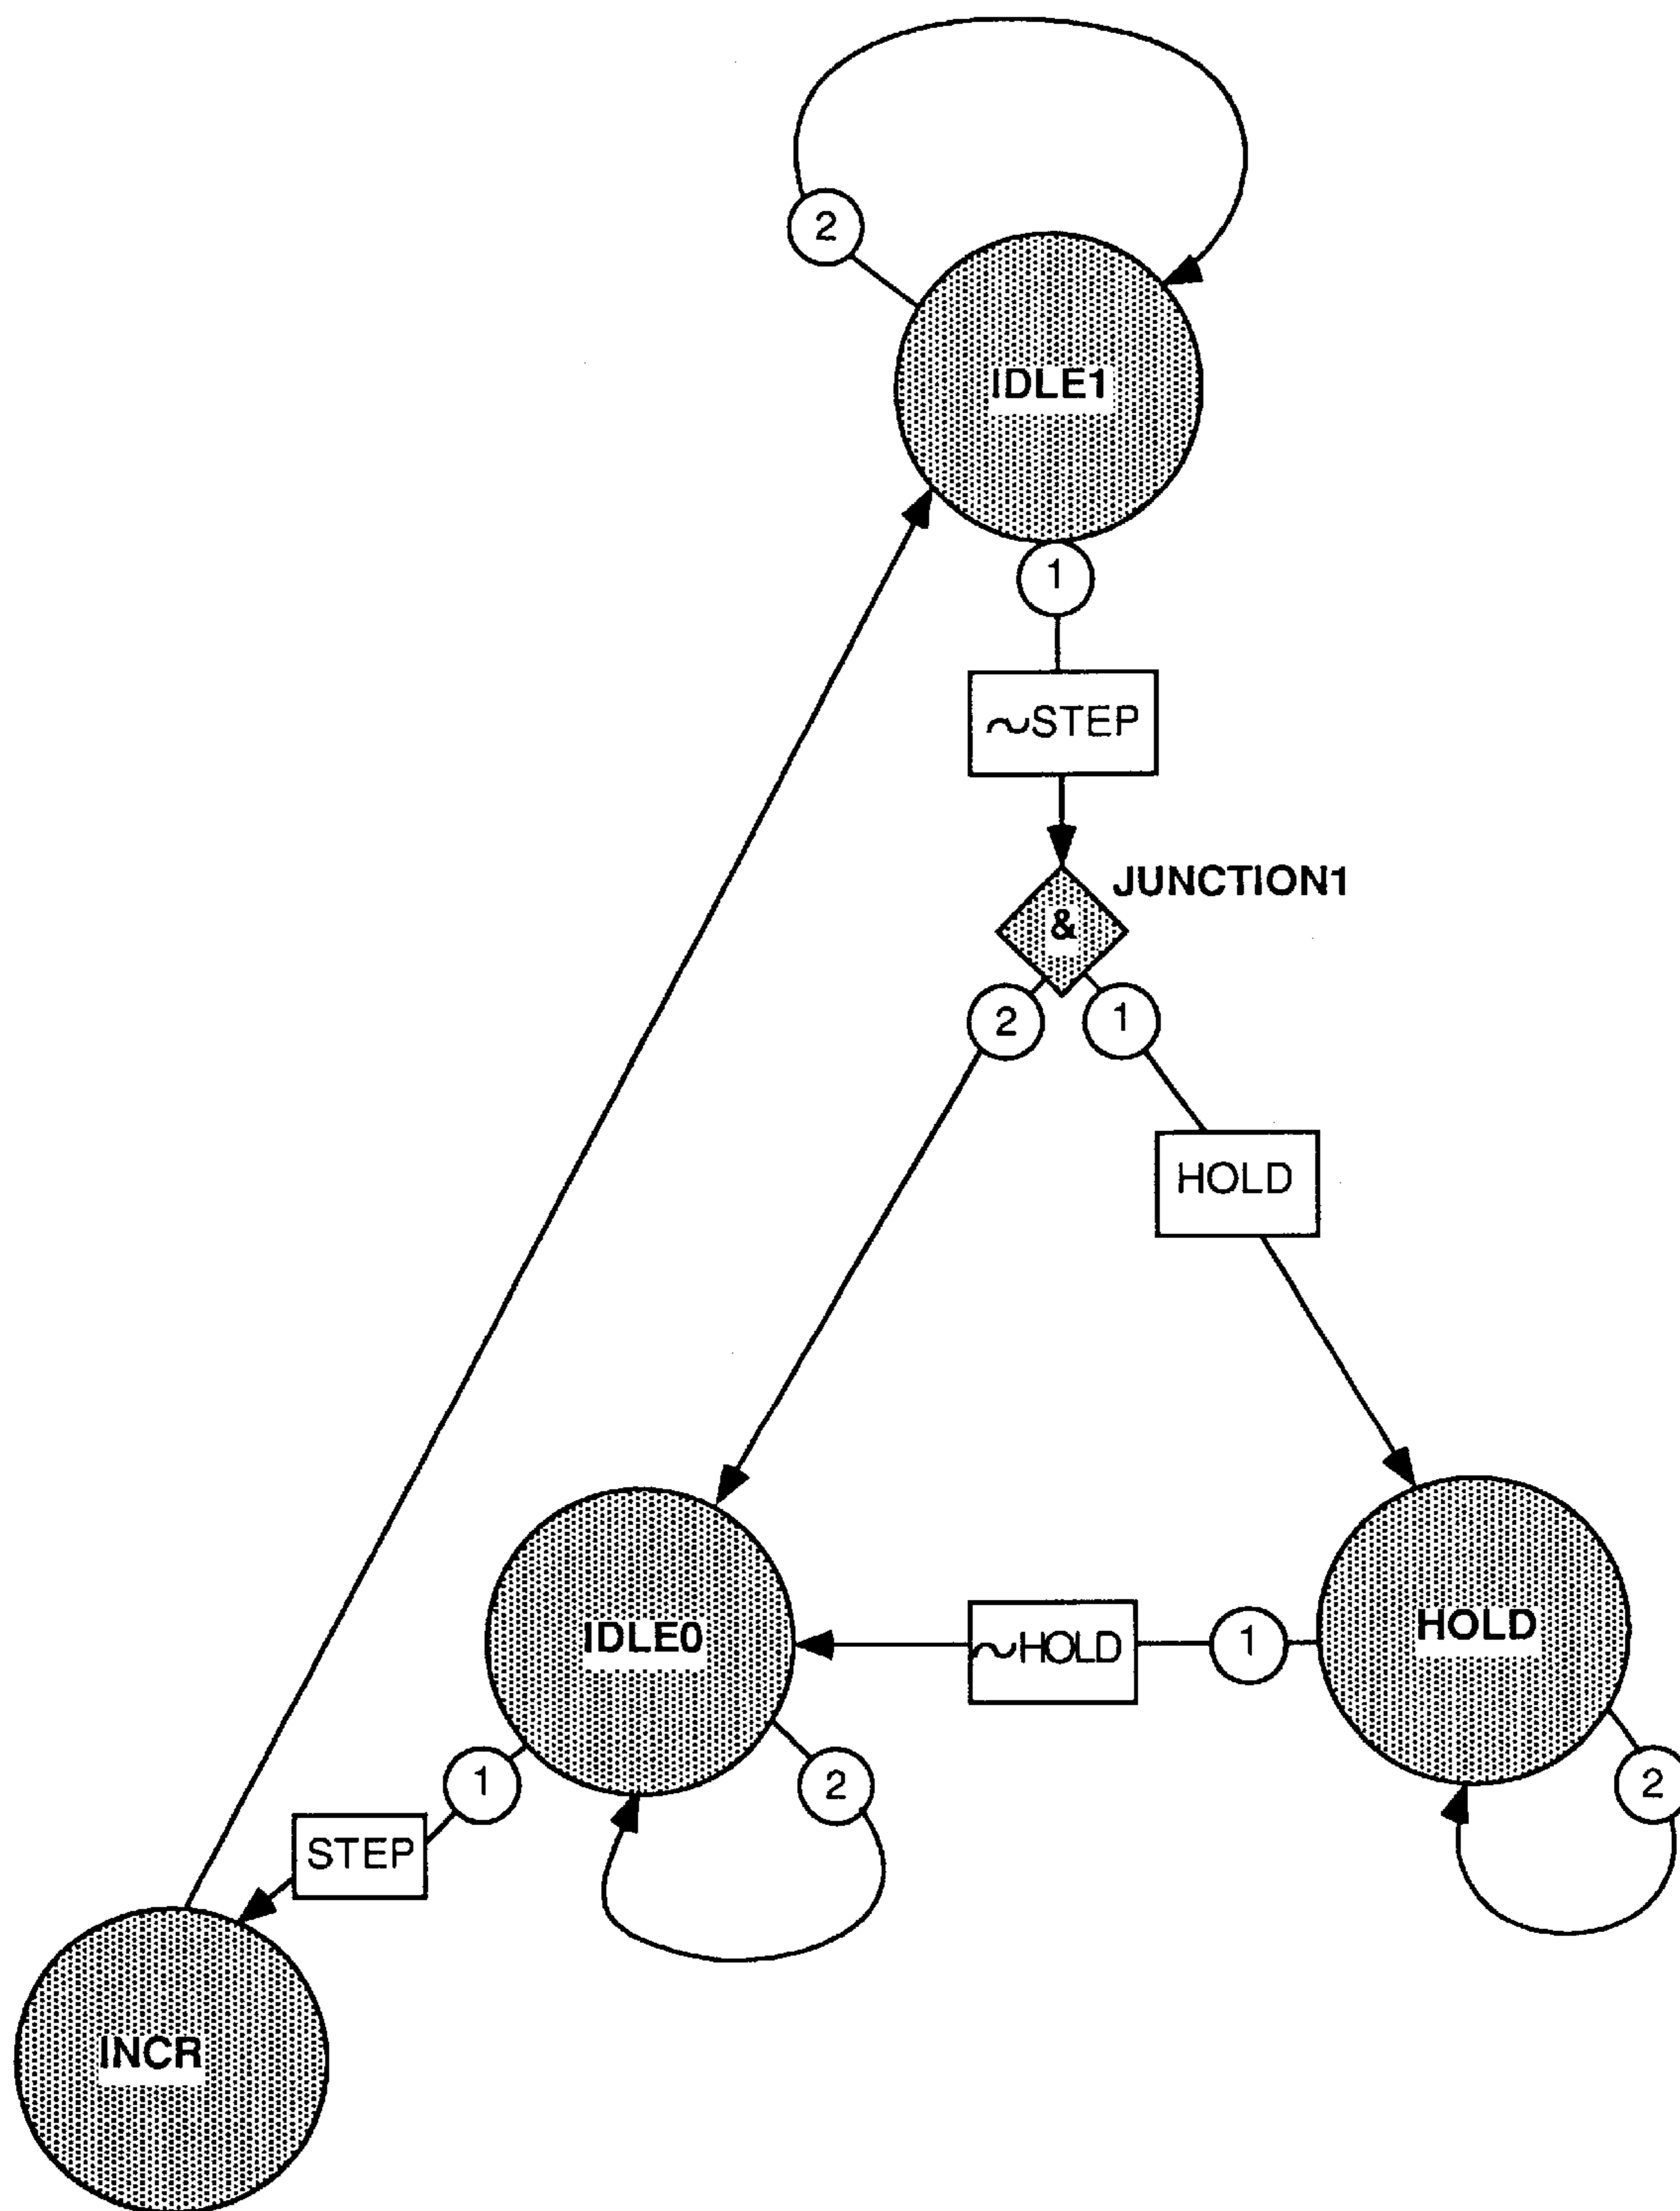 2
IDLE1
1
~STEP
JUNCTION1
&
2
1
HOLD
IDLE0
~HOLD
1
HOLD
1
2
2
STEP
INCR